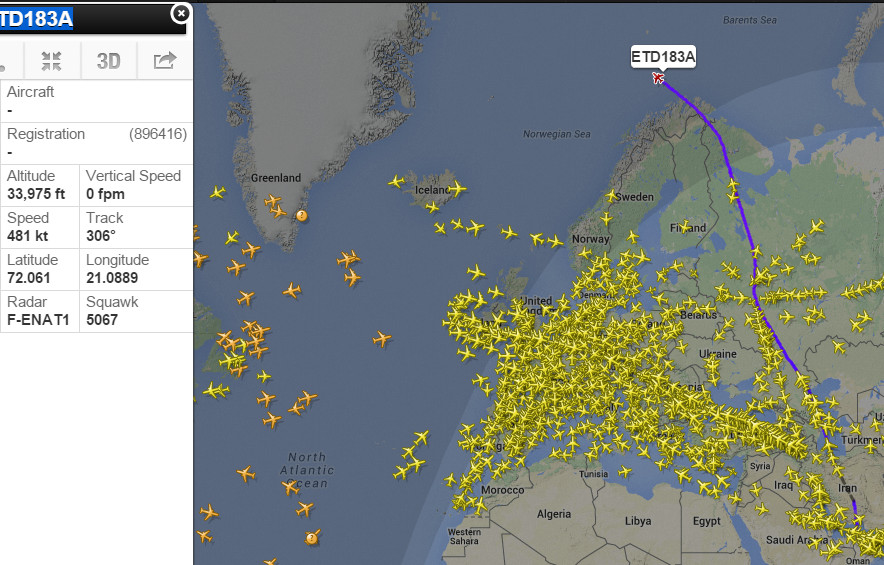 TD183A
3D
Aircraft
-
Registration (896416)
-
Altitude Vertical Speed
33,975 ft 0 fpm
Speed Track
481 kt 306°
Latitude Longitude
72.061 21.0889
Radar Squawk
F-ENAT1 5067
Barents Sea
ETD183A
Norwegian Sea
Greenland
Iceland
Sweden
Finland
Norway
United
Belarus
Ukraine
Turkmen
Syria
Iraq
Iran
North
Atlantic
Ocean
Morocco
Tunisia
Algeria
Libya
Egypt
Western
Sahara
Saudi Arabia
Oman